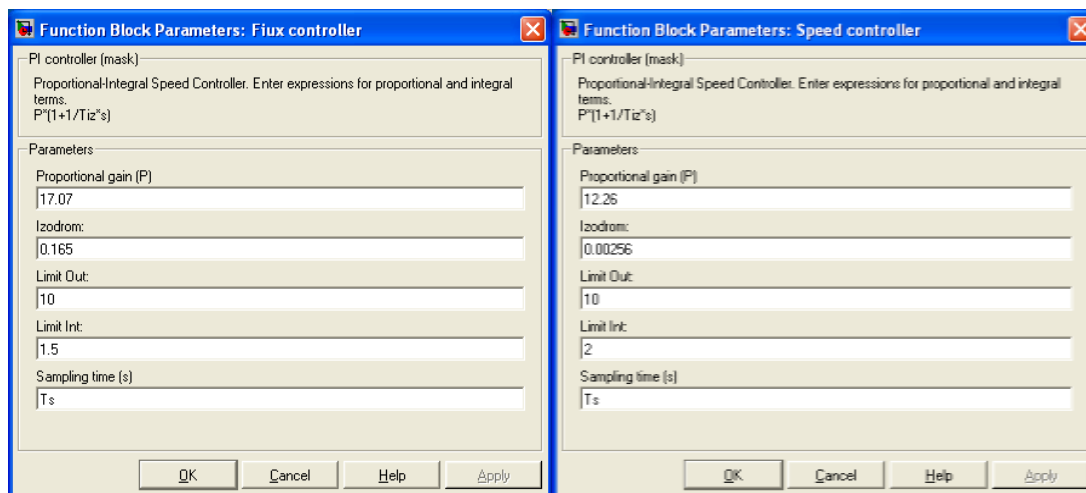 Function Block Parameters: Fiux controller
PI controller (mask)
Proportional-Integral Speed Controller. Enter expressions for proportional and integral
terms.
P*(1+1/Tiz*s)
Parameters
Proportional gain (P)
17.07
Izodrom:
0.165
Limit Out:
10
Limit Int:
1.5
Sampling time (s)
Ts
OK
Cancel
Help
Apply
Function Block Parameters: Speed controller
PI controller (mask)
Proportional-Integral Speed Controller. Enter expressions for proportional and integral
terms.
P*(1+1/Tiz*s)
Parameters
Proportional gain (P)
12.26
Izodrom:
0.00256
Limit Out:
10
Limit Int:
2
Sampling time (s)
Ts
OK
Cancel
Help
Apply